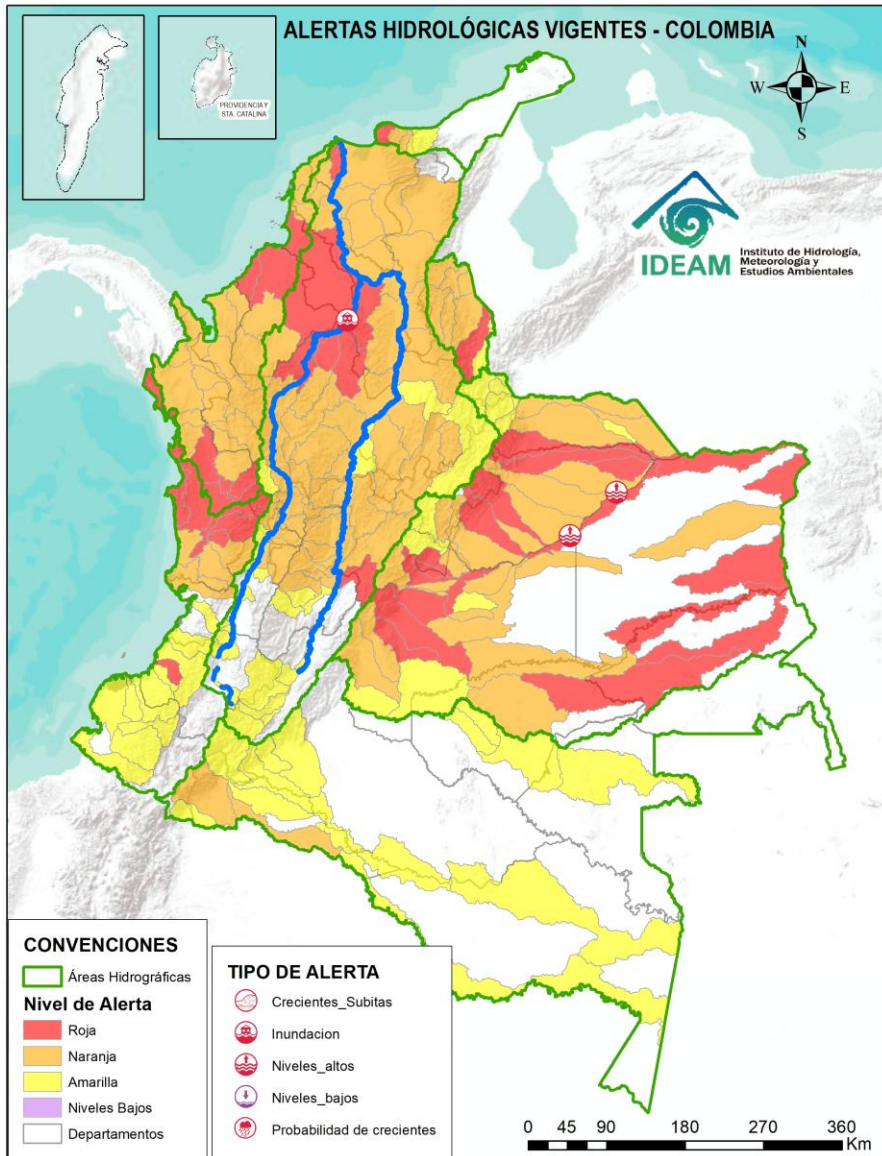 ALERTAS HIDROLÓGICAS VIGENTES - COLOMBIA
PROVIDENCIA Y
STA. CATALINA
N
W
E
S
IDEAM
Instituto de Hidrología,
Meteorología y
Estudios Ambientales
CONVENCIONES
Áreas Hidrográficas
Nivel de Alerta
Roja
Naranja
Amarilla
Niveles Bajos
Departamentos
TIPO DE ALERTA
Crecientes_Subitas
Inundacion
Niveles_altos
Niveles_bajos
Probabilidad de crecientes
0 45 90 180 270 360
Km